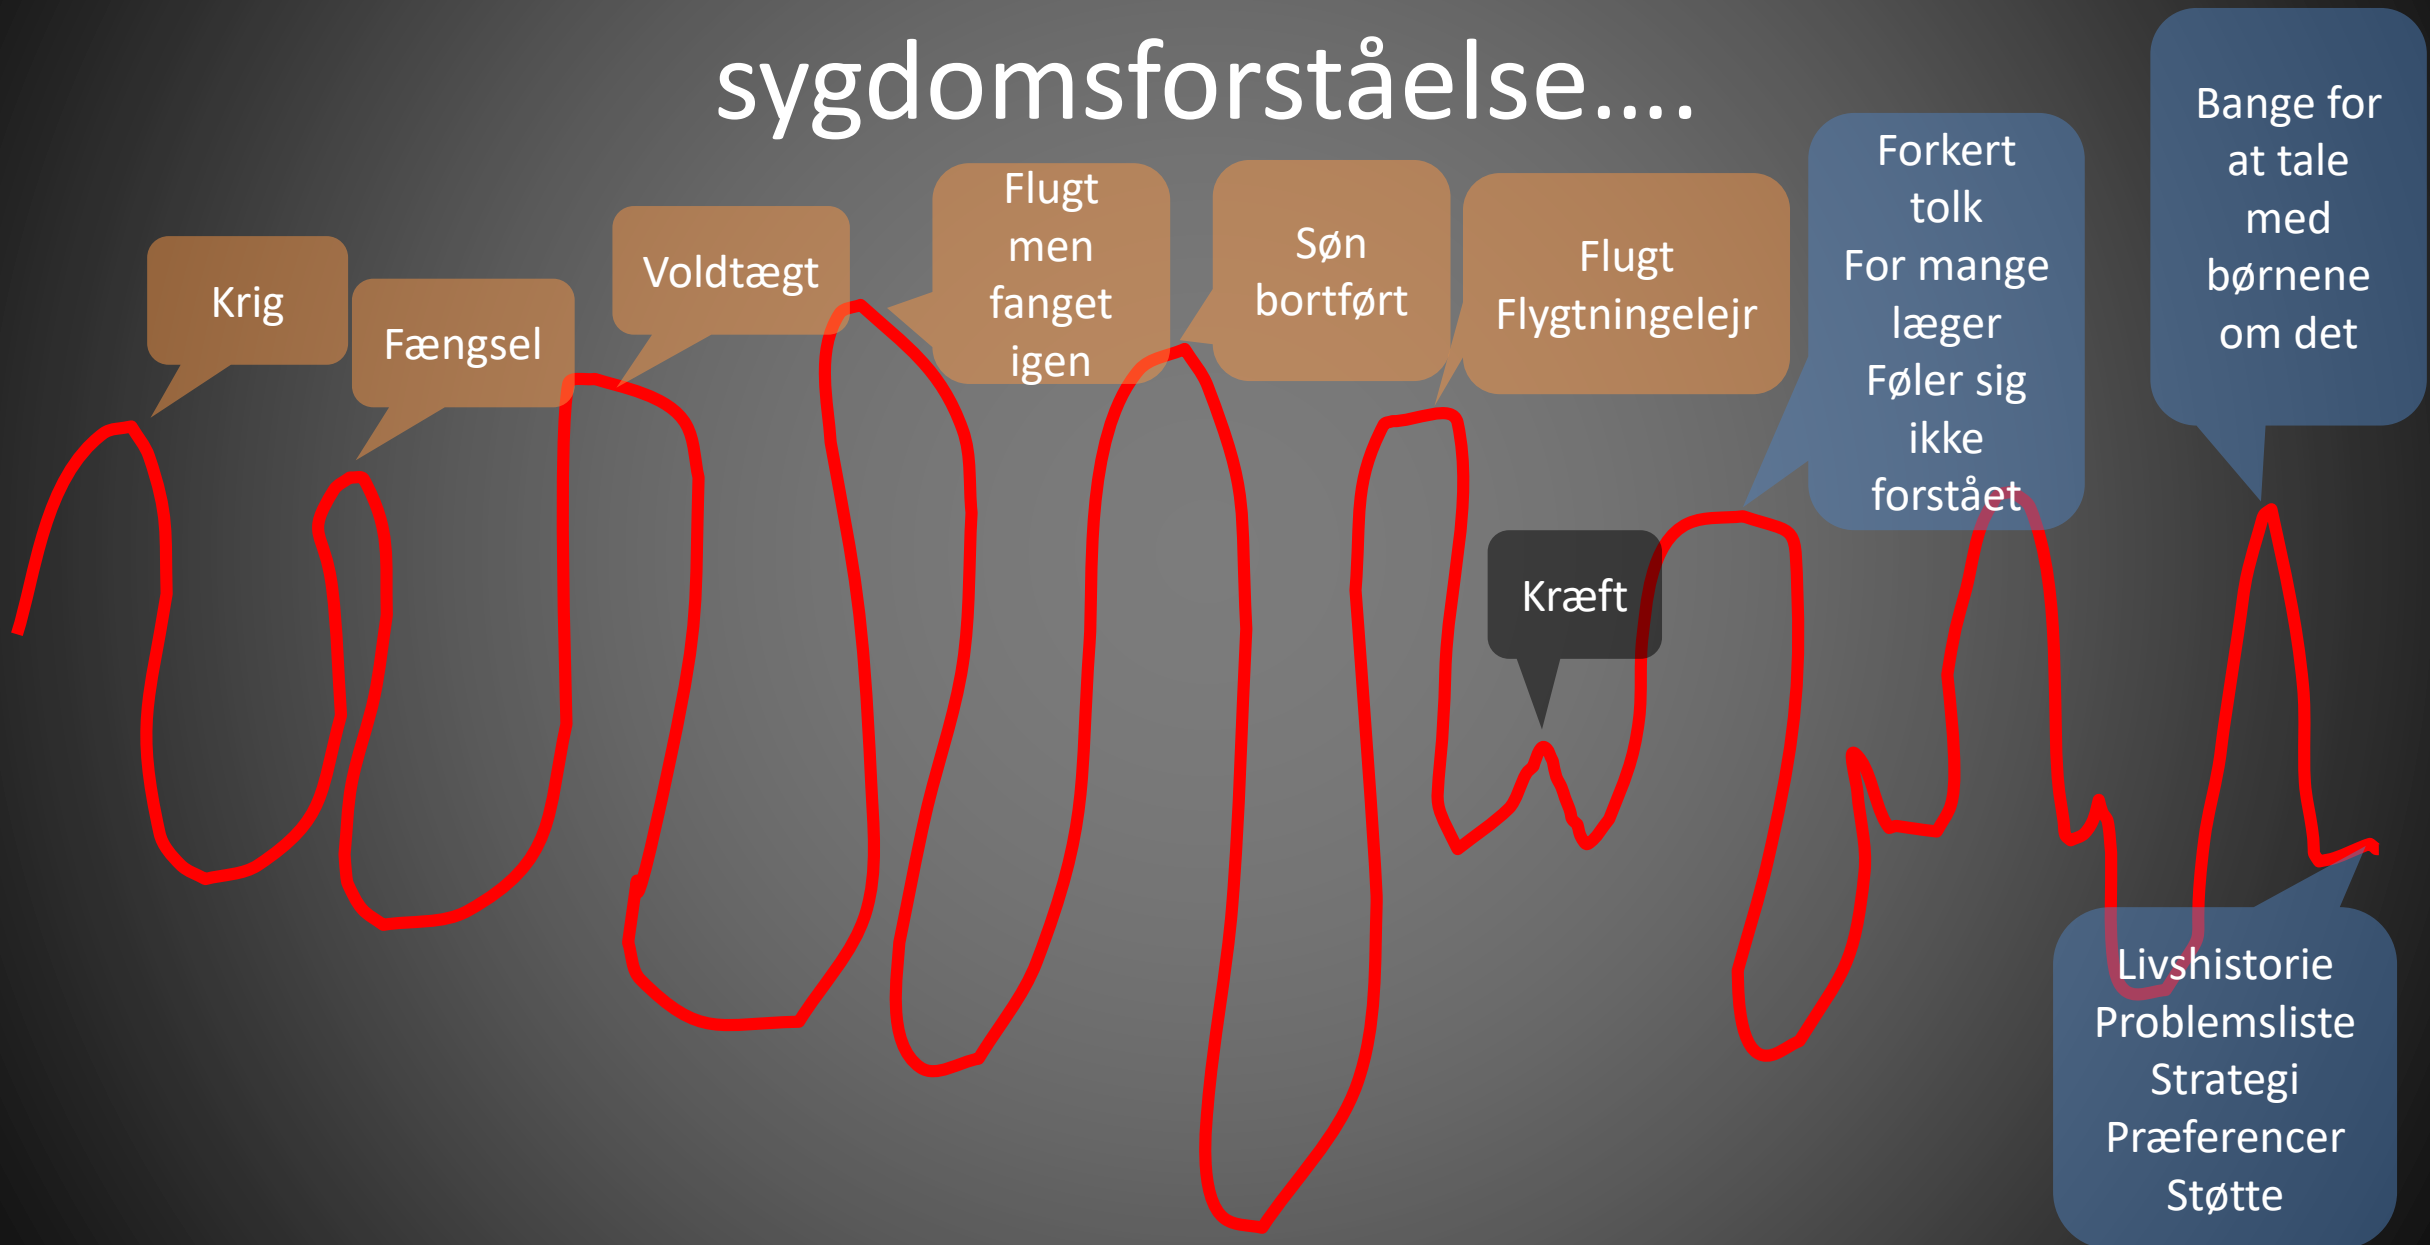 sygdomsforståelse....
Krig
Fængsel
Voldtægt
Flugt
men
fanget
igen
Søn
bortført
Flugt
Flygtningelejr
Kræft
Forkert
tolk
For mange
læger
Føler sig
ikke
forstået
Bange for
at tale
med
børnene
om det
Livshistorie
Problemsliste
Strategi
Præferencer
Støtte